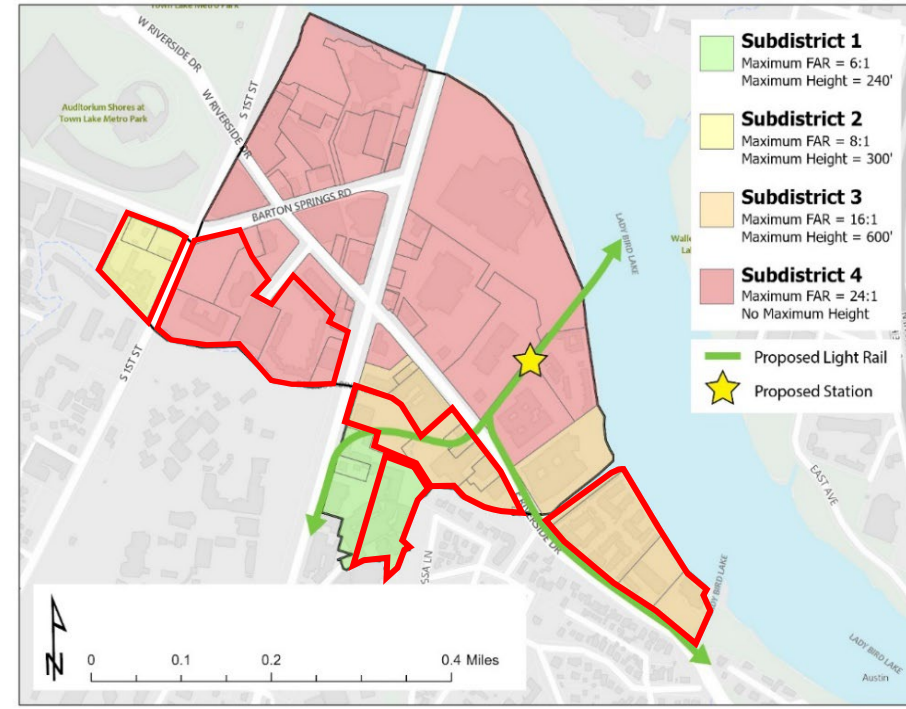 Town Lake Metro Park
W RIVERSIDE DR
W RIVERSIDE DR
S 1ST ST
Auditorium Shores at
Town Lake Metro Park
BARTON SPRINGS RD
LADY BIRD LAKE
S 1ST ST
RIVERSIDE DR
SSA LN
DY BIRD LAKE
EAST AVE
LADY BIRD LAKE
Austin
Subdistrict 1
Maximum FAR = 6:1
Maximum Height = 240'
Subdistrict 2
Maximum FAR = 8:1
Maximum Height = 300'
Subdistrict 3
Maximum FAR = 16:1
Maximum Height = 600'
Subdistrict 4
Maximum FAR = 24:1
No Maximum Height
Proposed Light Rail
Proposed Station
N
0 0.1 0.2 0.4 Miles